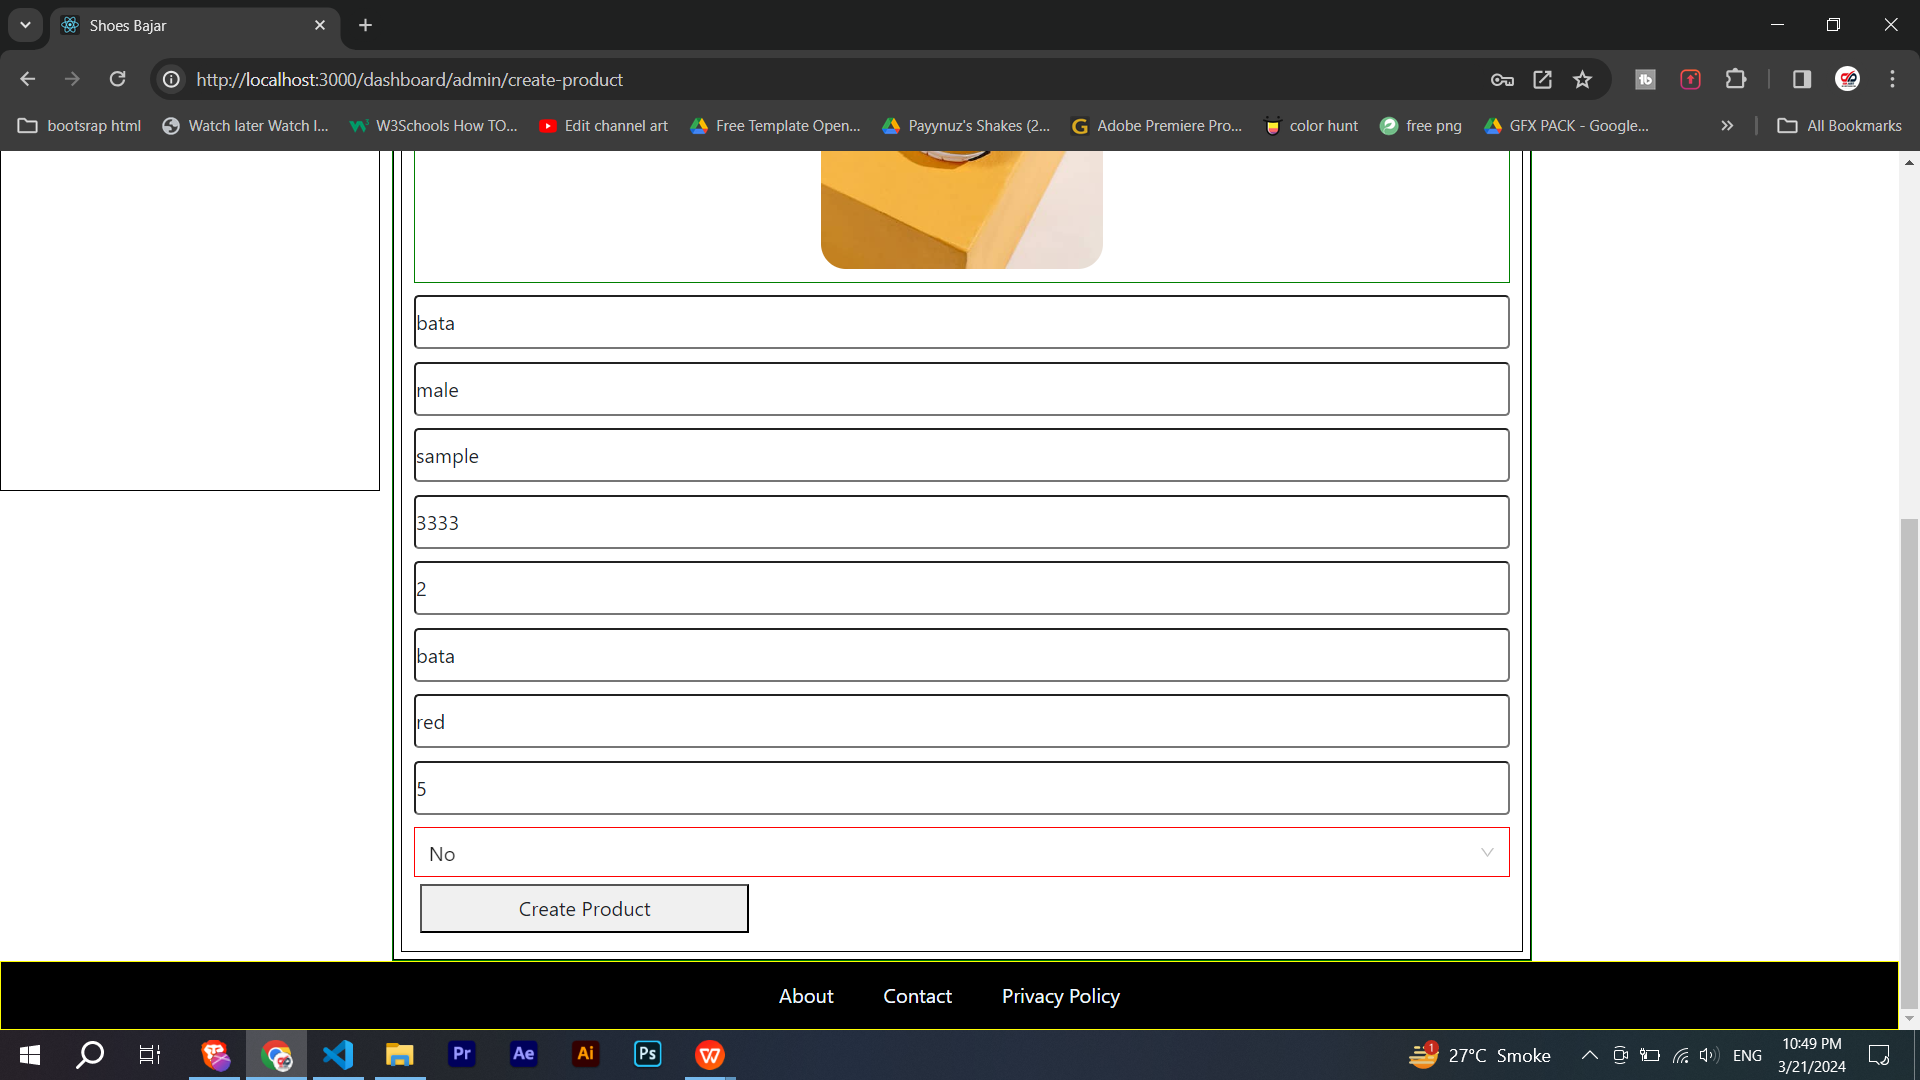 Shoes Bajar
http://localhost:3000/dashboard/admin/create-product
bootsrap html
Watch later Watch l...
W3Schools How TO...
Edit channel art
Free Template Open...
Payynuz's Shakes (2...
Adobe Premiere Pro...
color hunt
free png
GFX PACK - Google...
All Bookmarks
bata
male
sample
3333
2
bata
red
5
No
Create Product
About
Contact
Privacy Policy
Pr
Ae
Ai
Ps
1
27°C Smoke
ENG
10:49 PM
3/21/2024